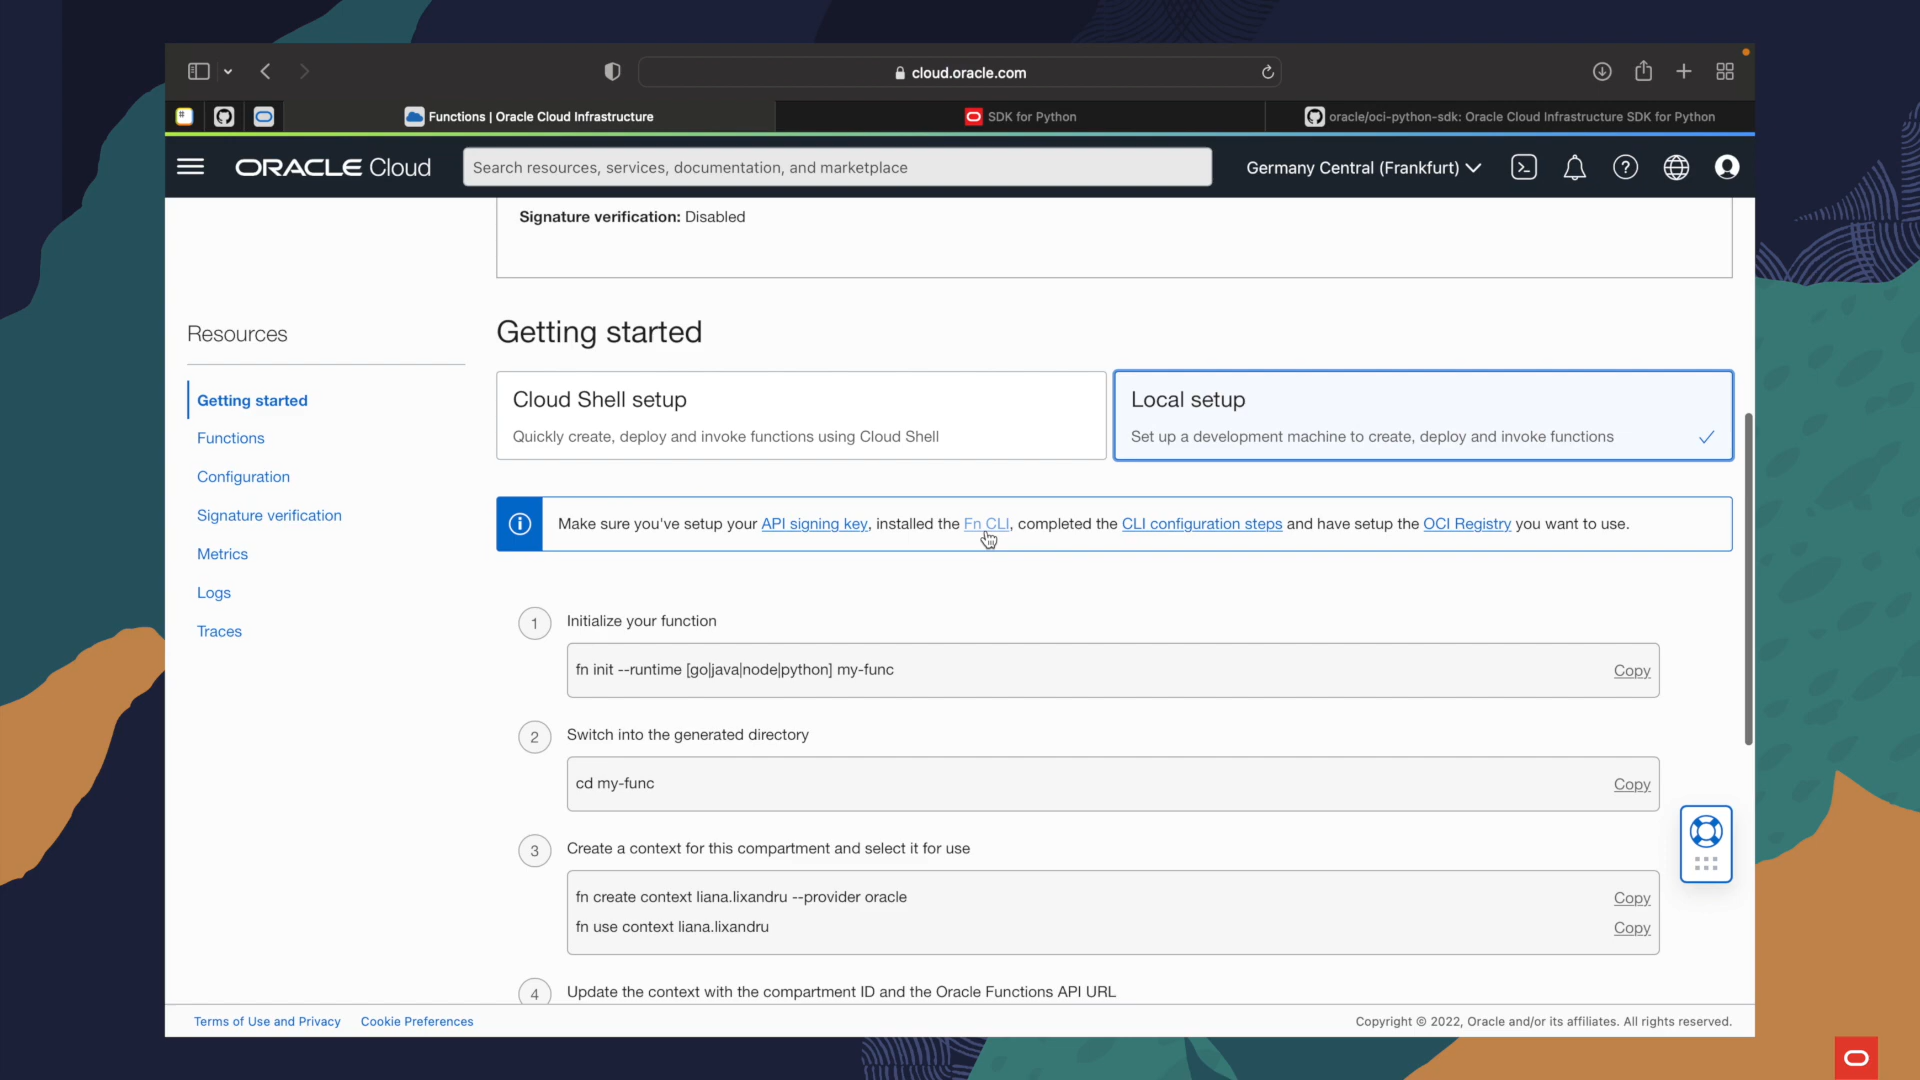 cloud.oracle.com
Functions | Oracle Cloud Infrastructure
SDK for Python
oracle/oci-python-sdk: Oracle Cloud Infrastructure SDK for Python
ORACLE Cloud
Search resources, services, documentation, and marketplace
Germany Central (Frankfurt)
Signature verification: Disabled
Resources
Getting started
Functions
Configuration
Signature verification
Metrics
Logs
Traces
Getting started
Cloud Shell setup
Quickly create, deploy and invoke functions using Cloud Shell
Local setup
Set up a development machine to create, deploy and invoke functions
Make sure you've setup your API signing key, installed the Fn CLI, completed the CLI configuration steps and have setup the OCI Registry you want to use.
1 Initialize your function
fn init --runtime [go|java|node|python] my-func Copy
2 Switch into the generated directory
cd my-func Copy
3 Create a context for this compartment and select it for use
fn create context liana.lixandru --provider oracle Copy
fn use context liana.lixandru Copy
4 Update the context with the compartment ID and the Oracle Functions API URL
Terms of Use and Privacy Cookie Preferences
Copyright © 2022, Oracle and/or its affiliates. All rights reserved.